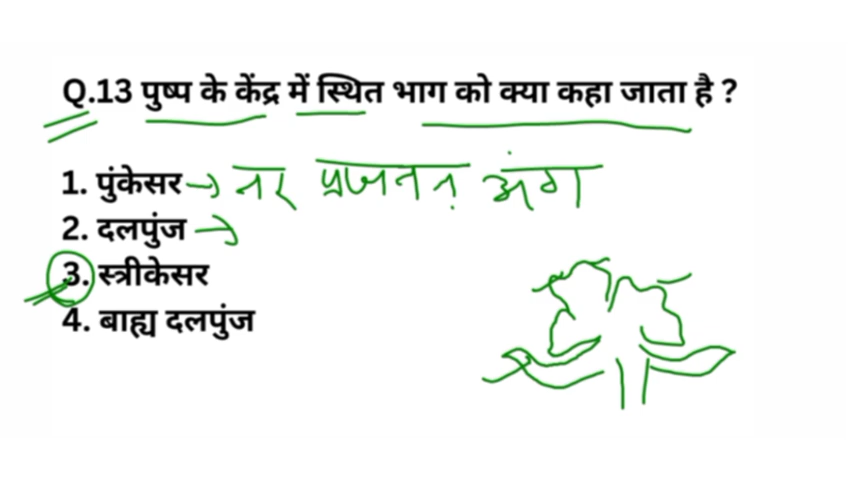 Q.13 पुष्प के केंद्र में स्थित भाग को क्या कहा जाता है ?
1. पुंकेसर → नर प्रजनन अंग
2. दलपुंज →
3. स्त्रीकेसर
4. बाह्य दलपुंज